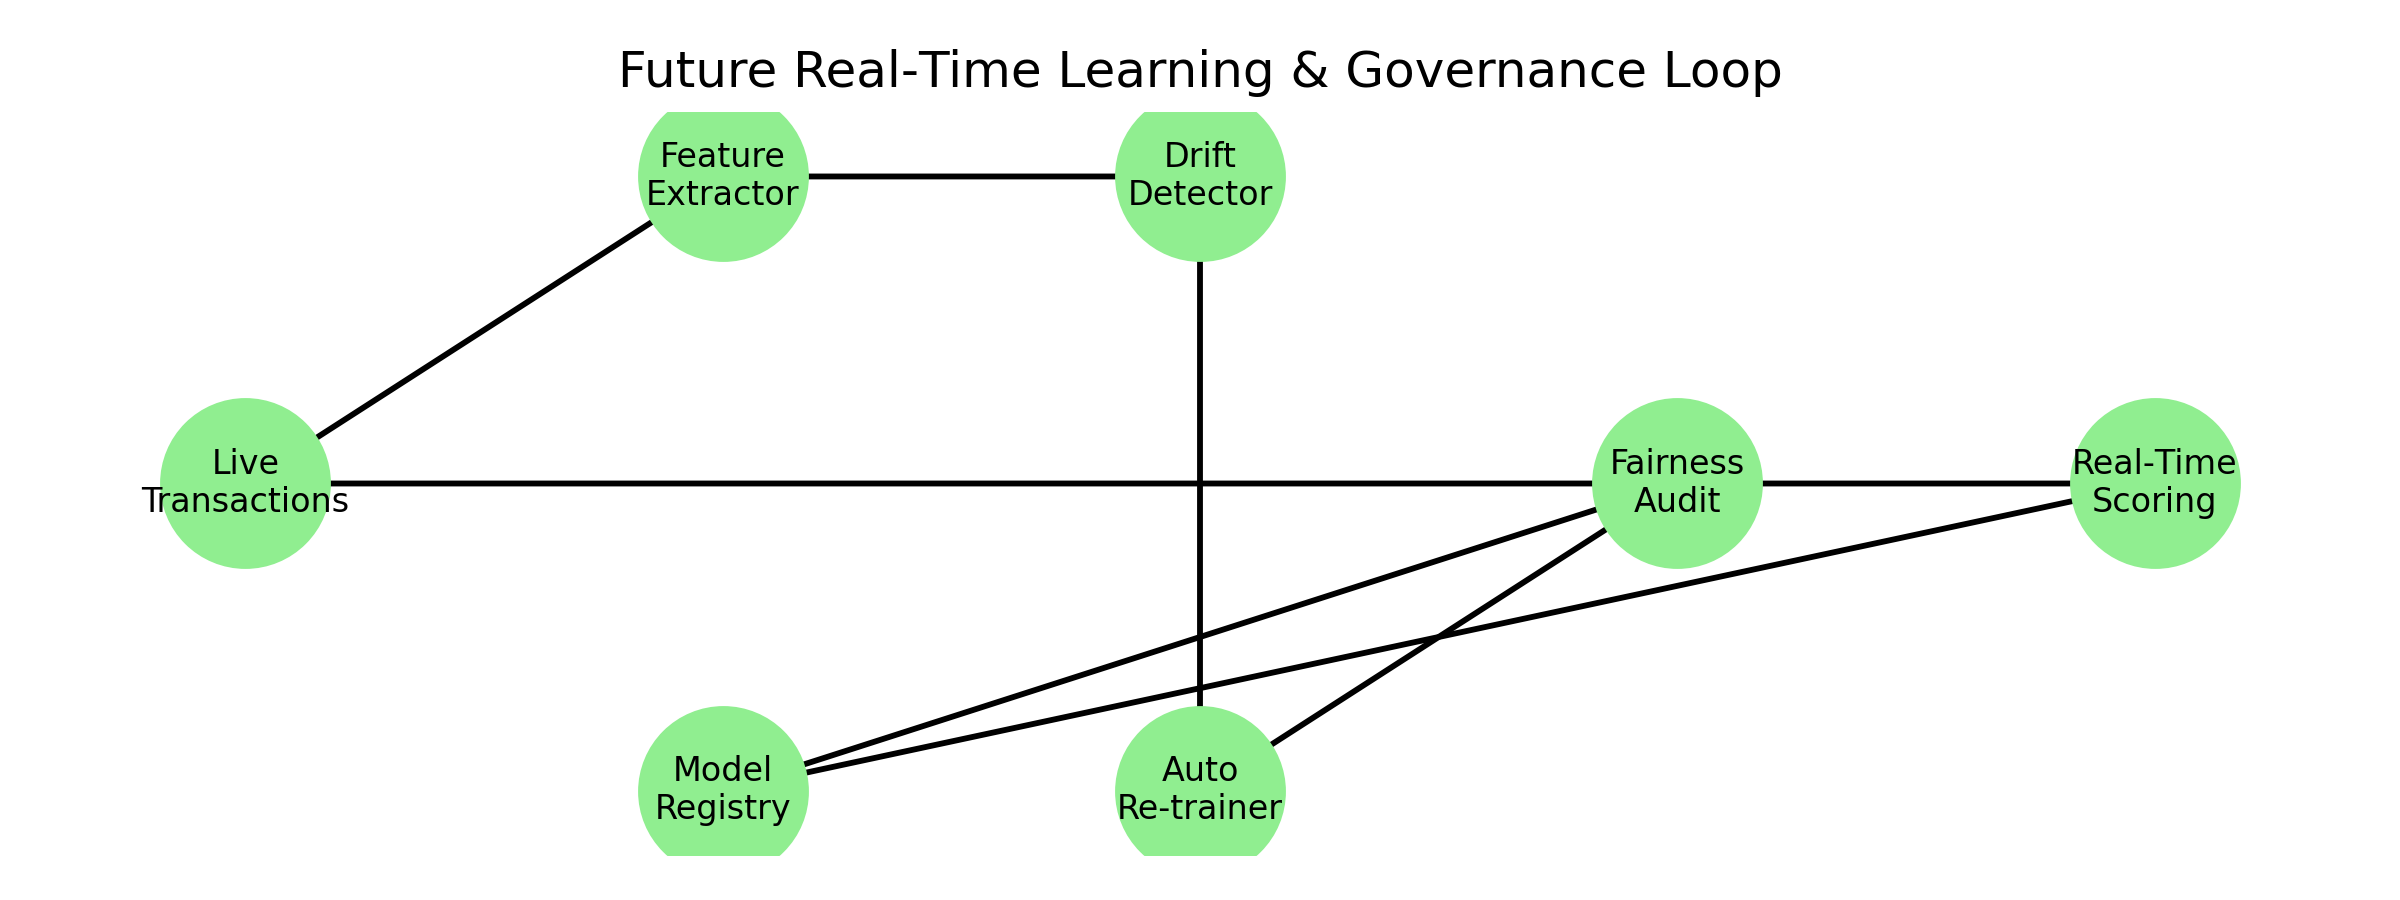 Future Real-Time Learning & Governance Loop
Feature
Extractor
Drift
Detector
Live
Transactions
Fairness
Audit
Real-Time
Scoring
Model
Registry
Auto
Re-trainer